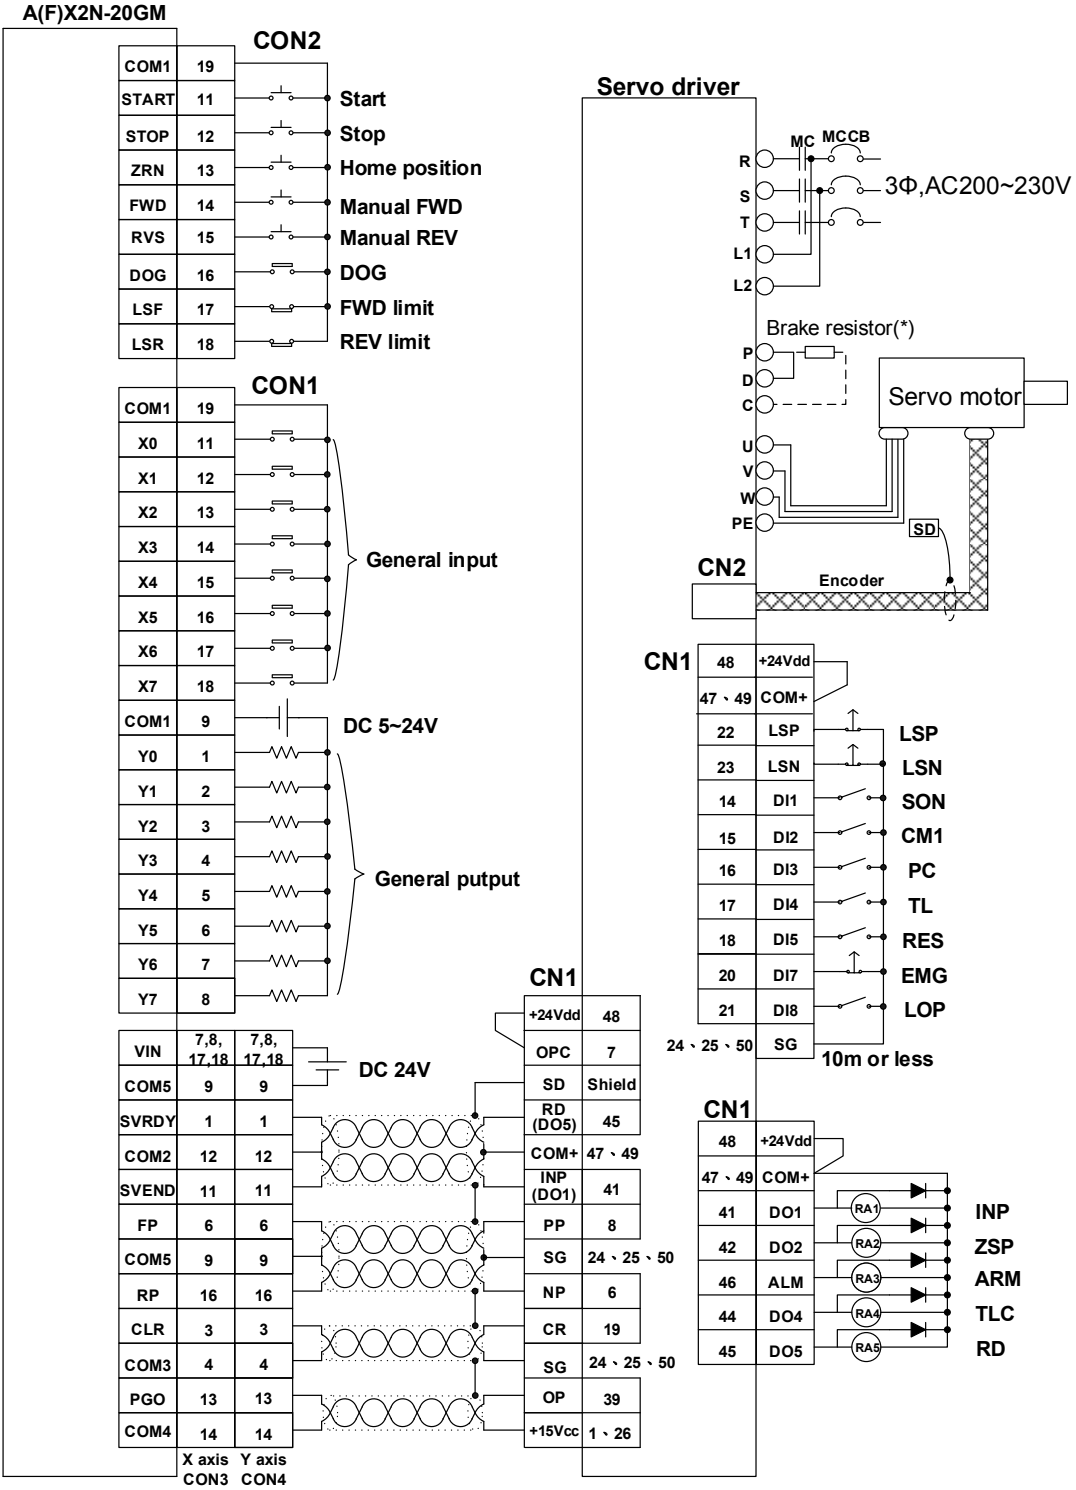 A(F)X2N-20GM
CON2
COM1 19
START 11 Start
STOP 12 Stop
ZRN 13 Home position
FWD 14 Manual FWD
RVS 15 Manual REV
DOG 16 DOG
LSF 17 FWD limit
LSR 18 REV limit
CON1
COM1 19
X0 11
X1 12
X2 13
X3 14
General input
X4 15
X5 16
X6 17
X7 18
COM1 9 DC 5~24V
Y0 1
Y1 2
Y2 3
Y3 4
General putput
Y4 5
Y5 6
Y6 7
Y7 8
VIN 7,8, 17,18 7,8, 17,18
DC 24V
COM5 9 9
SVRDY 1 1
COM2 12 12
SVEND 11 11
FP 6 6
COM5 9 9
RP 16 16
CLR 3 3
COM3 4 4
PGO 13 13
COM4 14 14
X axis Y axis
CON3 CON4
CN1
+24Vdd 48
OPC 7
SD Shield
RD (DO5) 45
COM+ 47、49
INP (DO1) 41
PP 8
SG 24、25、50
NP 6
CR 19
SG 24、25、50
OP 39
+15Vcc 1、26
Servo driver
MC MCCB
R
S 3Φ,AC200~230V
T
L1
L2
Brake resistor(*)
P
D
C
Servo motor
U
V
W
PE
SD
CN2
Encoder
CN1
48 +24Vdd
47、49 COM+
22 LSP LSP
23 LSN LSN
14 DI1 SON
15 DI2 CM1
16 DI3 PC
17 DI4 TL
18 DI5 RES
20 DI7 EMG
21 DI8 LOP
24、25、50 SG
10m or less
CN1
48 +24Vdd
47、49 COM+
41 DO1 RA1 INP
42 DO2 RA2 ZSP
46 ALM RA3 ARM
44 DO4 RA4 TLC
45 DO5 RA5 RD